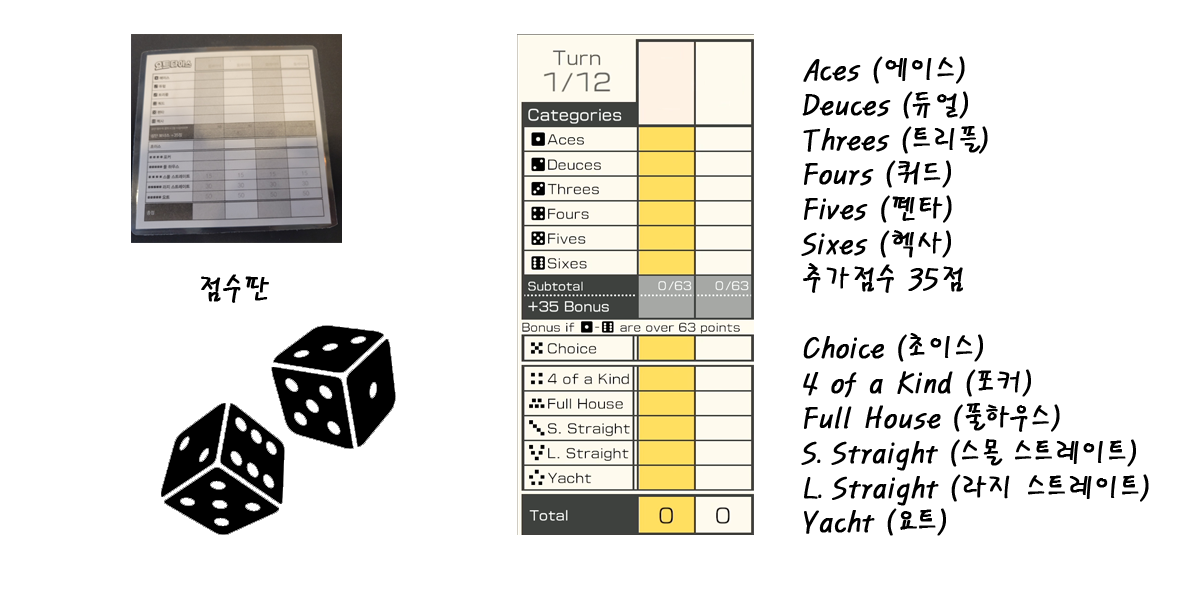 요트다이스
점수판
Turn
1/12
Categories
Aces
Deuces
Threes
Fours
Fives
Sixes
Subtotal 0/63 0/63
+35 Bonus
Bonus if - are over 63 points
Choice
4 of a Kind
Full House
S. Straight
L. Straight
Yacht
Total 0 0
Aces (에이스)
Deuces (듀얼)
Threes (트리플)
Fours (쿼드)
Fives (펜타)
Sixes (헥사)
추가점수 35점
Choice (초이스)
4 of a Kind (포커)
Full House (풀하우스)
S. Straight (스몰 스트레이트)
L. Straight (라지 스트레이트)
Yacht (요트)